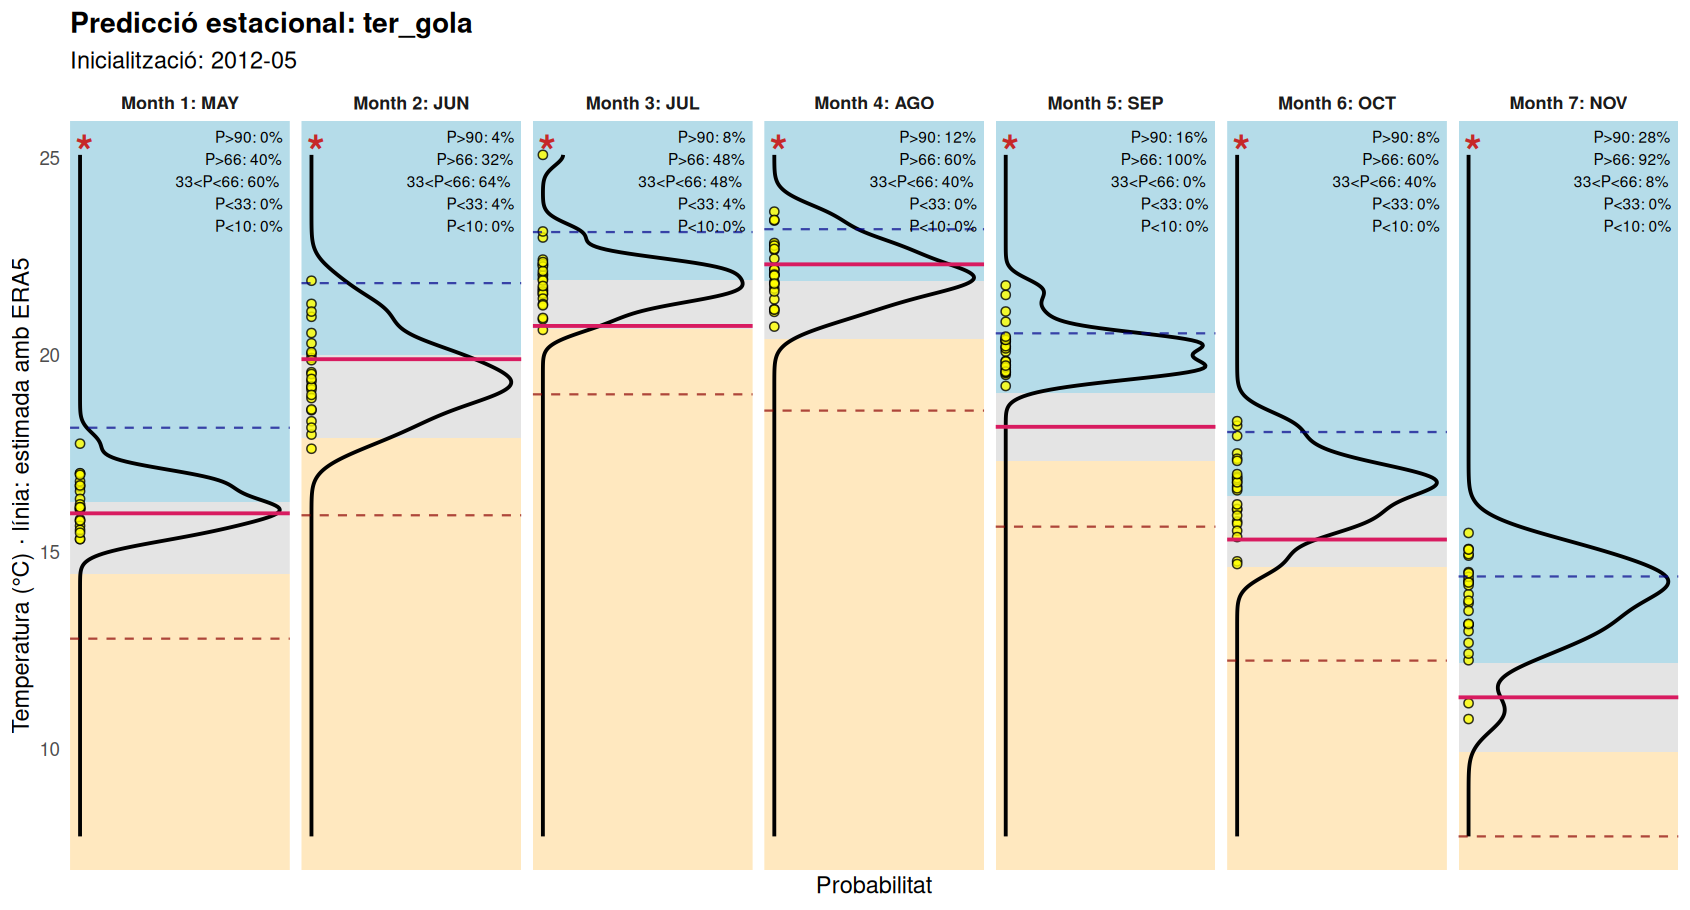 Predicció estacional: ter_gola
Inicialització: 2012-05
Month 1: MAY
Month 2: JUN
Month 3: JUL
Month 4: AGO
Month 5: SEP
Month 6: OCT
Month 7: NOV
*
P>90: 0%
P>66: 40%
33<P<66: 60%
P<33: 0%
P<10: 0%
*
P>90: 4%
P>66: 32%
33<P<66: 64%
P<33: 4%
P<10: 0%
*
P>90: 8%
P>66: 48%
33<P<66: 48%
P<33: 4%
P<10: 0%
*
P>90: 12%
P>66: 60%
33<P<66: 40%
P<33: 0%
P<10: 0%
*
P>90: 16%
P>66: 100%
33<P<66: 0%
P<33: 0%
P<10: 0%
*
P>90: 8%
P>66: 60%
33<P<66: 40%
P<33: 0%
P<10: 0%
*
P>90: 28%
P>66: 92%
33<P<66: 8%
P<33: 0%
P<10: 0%
25
20
15
10
Temperatura (°C) · línia: estimada amb ERA5
Probabilitat